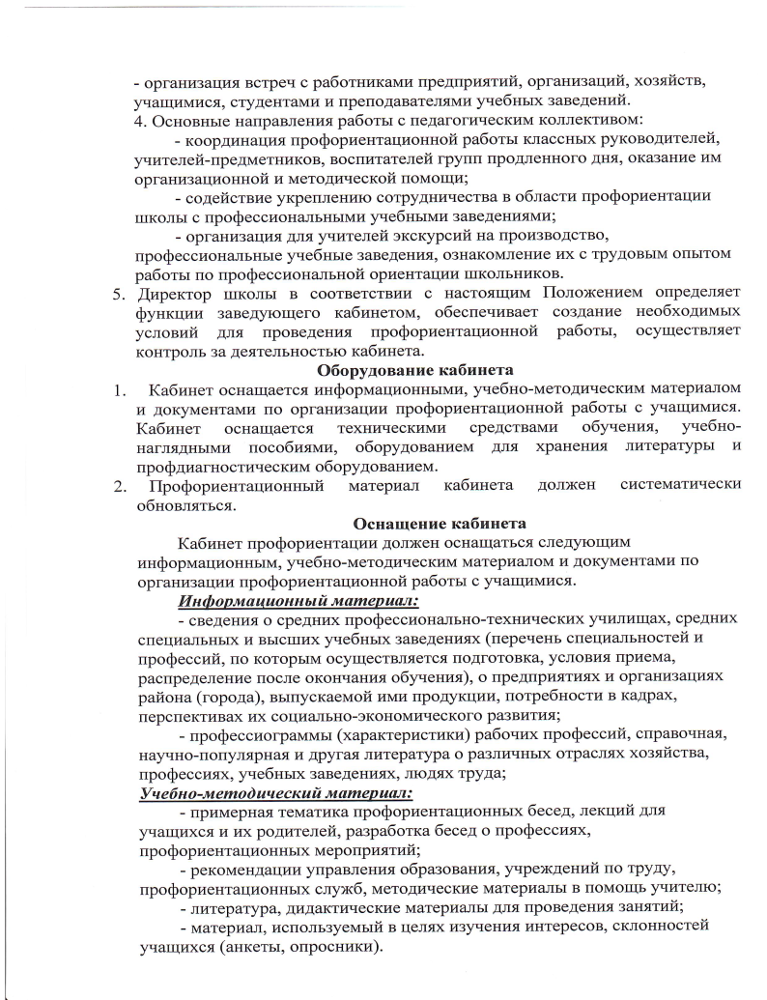 - организация встреч с работниками предприятий, организаций, хозяйств,
учащимися, студентами и преподавателями учебных заведений.
4. Основные направления работы с педагогическим коллективом:
- координация профориентационной работы классных руководителей,
учителей-предметников, воспитателей групп продленного дня, оказание им
организационной и методической помощи;
- содействие укреплению сотрудничества в области профориентации
школы с профессиональными учебными заведениями;
- организация для учителей экскурсий на производство,
профессиональные учебные заведения, ознакомление их с трудовым опытом
работы по профессиональной ориентации школьников.
5. Директор школы в соответствии с настоящим Положением определяет
функции заведующего кабинетом, обеспечивает создание необходимых
условий для проведения профориентационной работы, осуществляет
контроль за деятельностью кабинета.
Оборудование кабинета
1. Кабинет оснащается информационными, учебно-методическим материалом
и документами по организации профориентационной работы с учащимися.
Кабинет оснащается техническими средствами обучения, учебно-
наглядными пособиями, оборудованием для хранения литературы и
профдиагностическим оборудованием.
2. Профориентационный материал кабинета должен систематически
обновляться.
Оснащение кабинета
Кабинет профориентации должен оснащаться следующим
информационным, учебно-методическим материалом и документами по
организации профориентационной работы с учащимися.
Информационный материал:
- сведения о средних профессионально-технических училищах, средних
специальных и высших учебных заведениях (перечень специальностей и
профессий, по которым осуществляется подготовка, условия приема,
распределение после окончания обучения), о предприятиях и организациях
района (города), выпускаемой ими продукции, потребности в кадрах,
перспективах их социально-экономического развития;
- профессиограммы (характеристики) рабочих профессий, справочная,
научно-популярная и другая литература о различных отраслях хозяйства,
профессиях, учебных заведениях, людях труда;
Учебно-методический материал:
- примерная тематика профориентационных бесед, лекций для
учащихся и их родителей, разработка бесед о профессиях,
профориентационных мероприятий;
- рекомендации управления образования, учреждений по труду,
профориентационных служб, методические материалы в помощь учителю;
- литература, дидактические материалы для проведения занятий;
- материал, используемый в целях изучения интересов, склонностей
учащихся (анкеты, опросники).